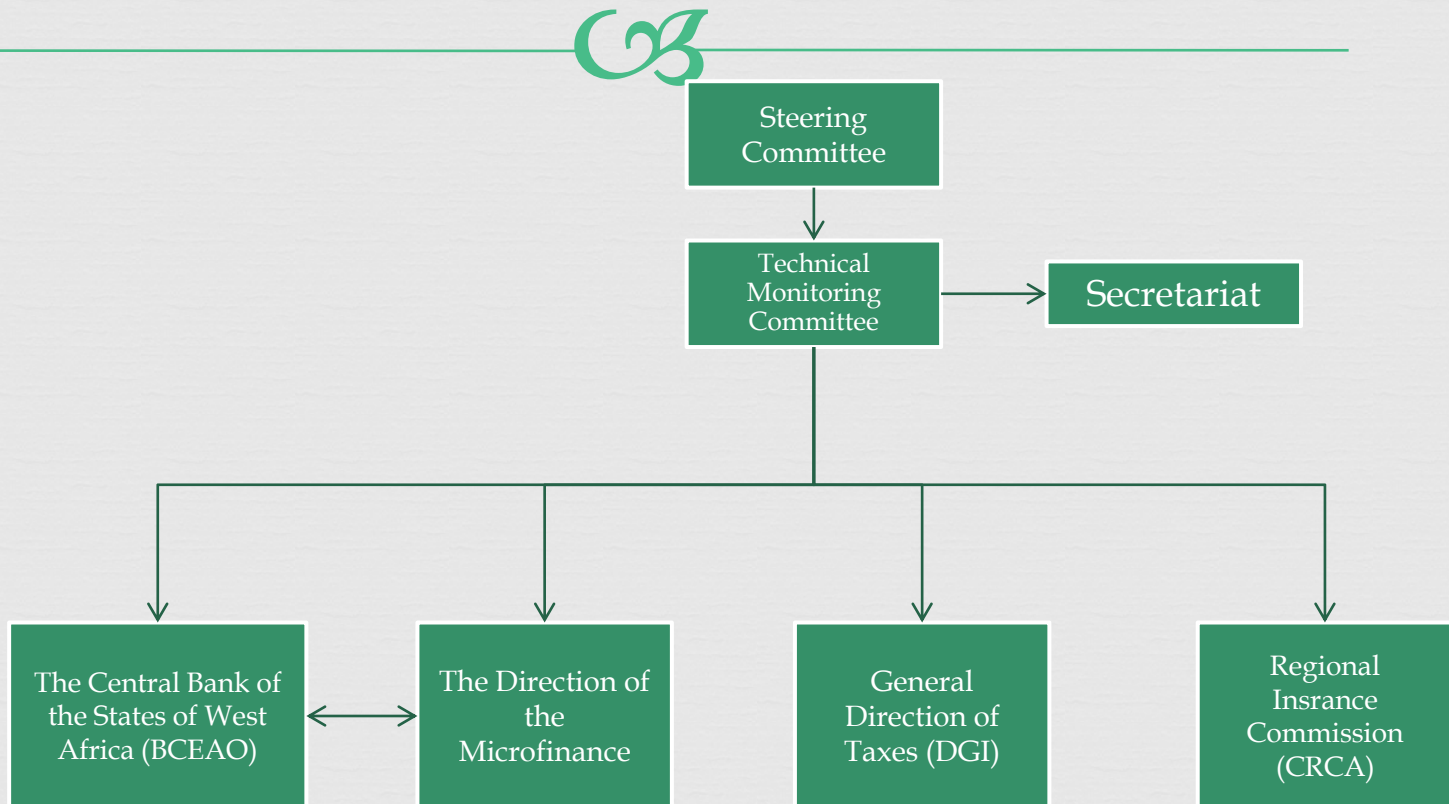 Steering
Committee
Technical
Monitoring
Committee
Secretariat
The Central Bank of
the States of West
Africa (BCEAO)
The Direction of
the
Microfinance
General
Direction of
Taxes (DGI)
Regional
Insrance
Commission
(CRCA)